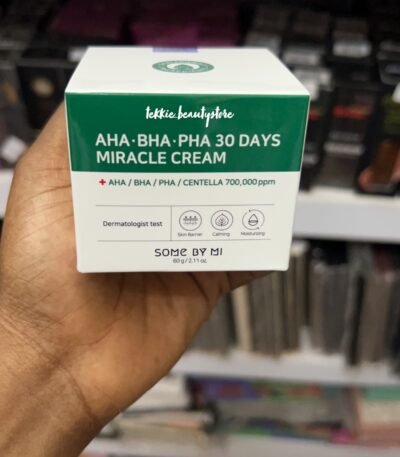 tekkie.beautystore
AHA·BHA·PHA 30 DAYS
MIRACLE CREAM
+ AHA / BHA / PHA / CENTELLA 700,000 ppm
Dermatologist test
Skin Barrier
Calming
Moisturizing
SOME BY MI
60 g / 2.11 oz.